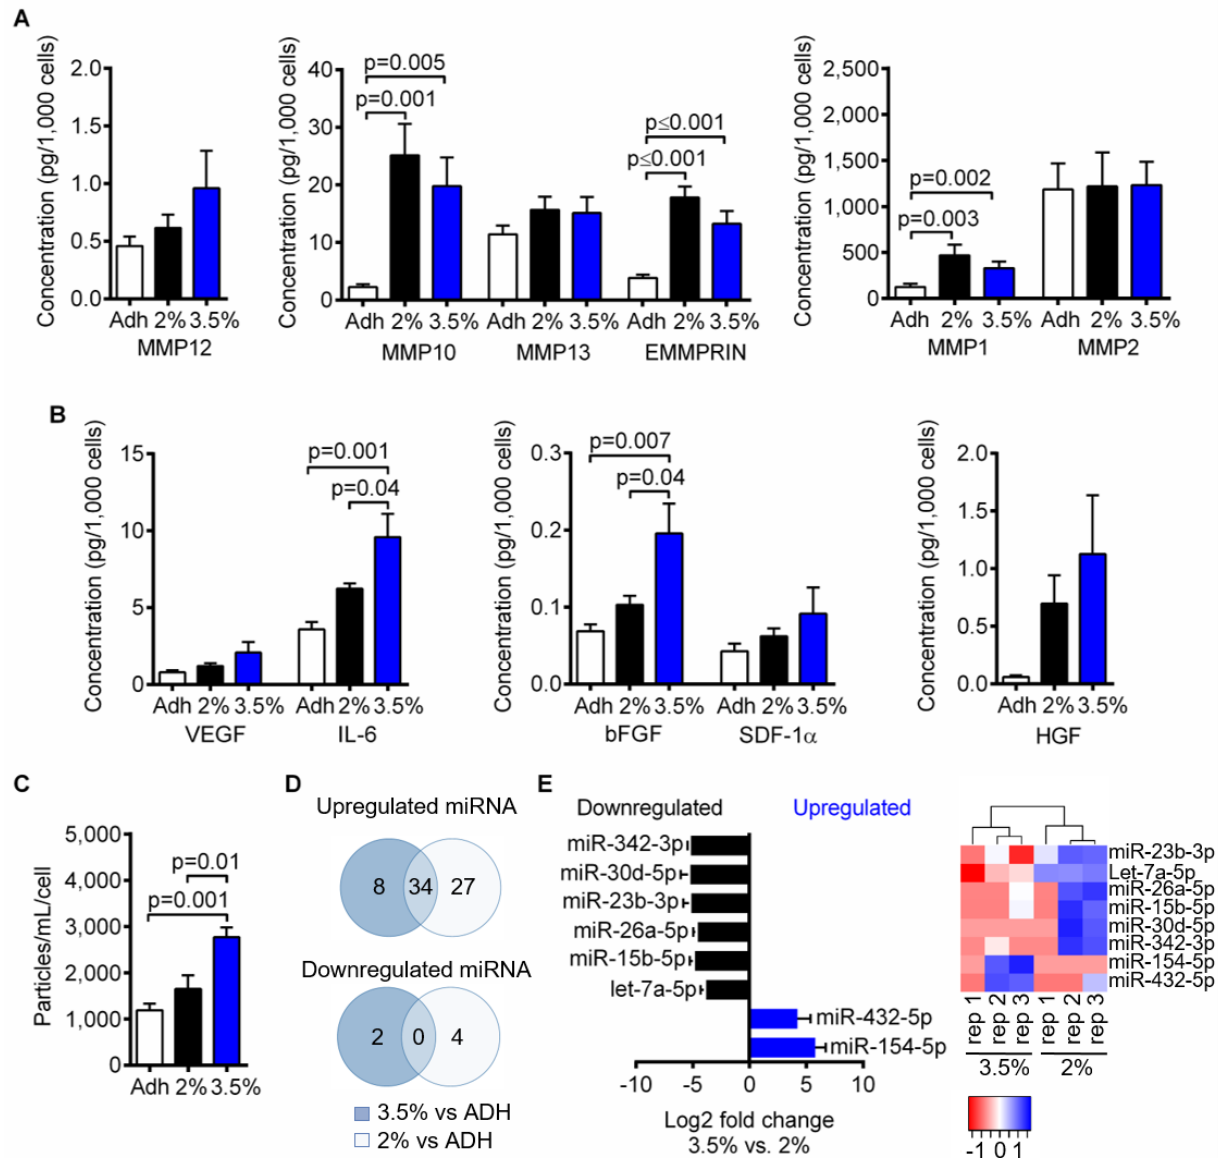 A
Concentration (pg/1,000 cells)
2.0
1.5
1.0
0.5
0.0
Adh 2% 3.5%
MMP12
Concentration (pg/1,000 cells)
40
30
20
10
0
p=0.005
p=0.001
p≤0.001
p≤0.001
Adh 2% 3.5% Adh 2% 3.5% Adh 2% 3.5%
MMP10 MMP13 EMMPRIN
Concentration (pg/1,000 cells)
2,500
2,000
1,500
1,000
500
0
p=0.002
p=0.003
Adh 2% 3.5% Adh 2% 3.5%
MMP1 MMP2
B
Concentration (pg/1,000 cells)
15
10
5
0
p=0.001
p=0.04
Adh 2% 3.5% Adh 2% 3.5%
VEGF IL-6
Concentration (pg/1,000 cells)
0.3
0.2
0.1
0.0
p=0.007
p=0.04
Adh 2% 3.5% Adh 2% 3.5%
bFGF SDF-1α
Concentration (pg/1,000 cells)
2.0
1.5
1.0
0.5
0.0
Adh 2% 3.5%
HGF
C
Particles/mL/cell
5,000
4,000
3,000
2,000
1,000
0
p=0.01
p=0.001
Adh 2% 3.5%
D
Upregulated miRNA
8 34 27
Downregulated miRNA
2 0 4
3.5% vs ADH
2% vs ADH
E
Downregulated Upregulated
miR-342-3p
miR-30d-5p
miR-23b-3p
miR-26a-5p
miR-15b-5p
let-7a-5p
miR-432-5p
miR-154-5p
-10 -5 0 5 10
Log2 fold change
3.5% vs. 2%
miR-23b-3p
Let-7a-5p
miR-26a-5p
miR-15b-5p
miR-30d-5p
miR-342-3p
miR-154-5p
miR-432-5p
rep 1 rep 2 rep 3 rep 1 rep 2 rep 3
3.5% 2%
-1 0 1